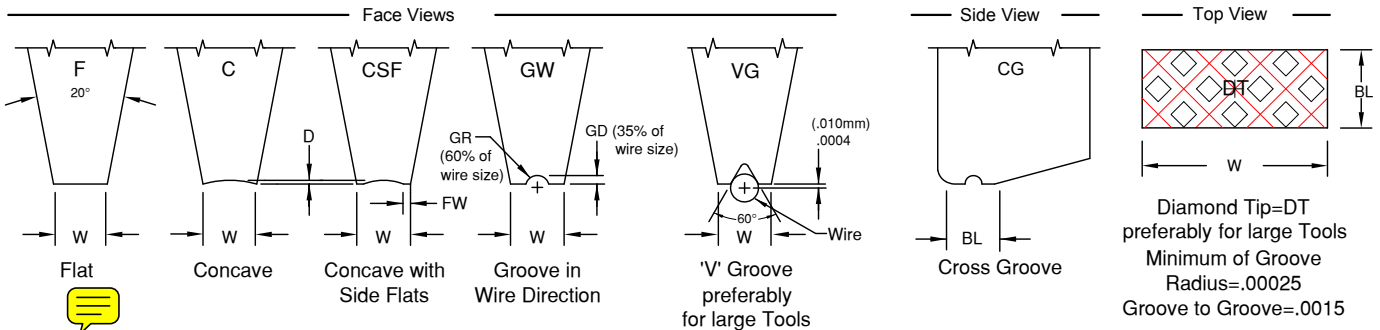 Face Views
Side View
Top View
F
20°
C
CSF
GW
VG
CG
DT
BL
D
GR
(60% of
wire size)
GD (35% of
wire size)
(.010mm)
.0004
FW
60°
Wire
W
W
W
W
W
BL
W
Flat
Concave
Concave with
Side Flats
Groove in
Wire Direction
'V' Groove
preferably
for large Tools
Cross Groove
Diamond Tip=DT
preferably for large Tools
Minimum of Groove
Radius=.00025
Groove to Groove=.0015